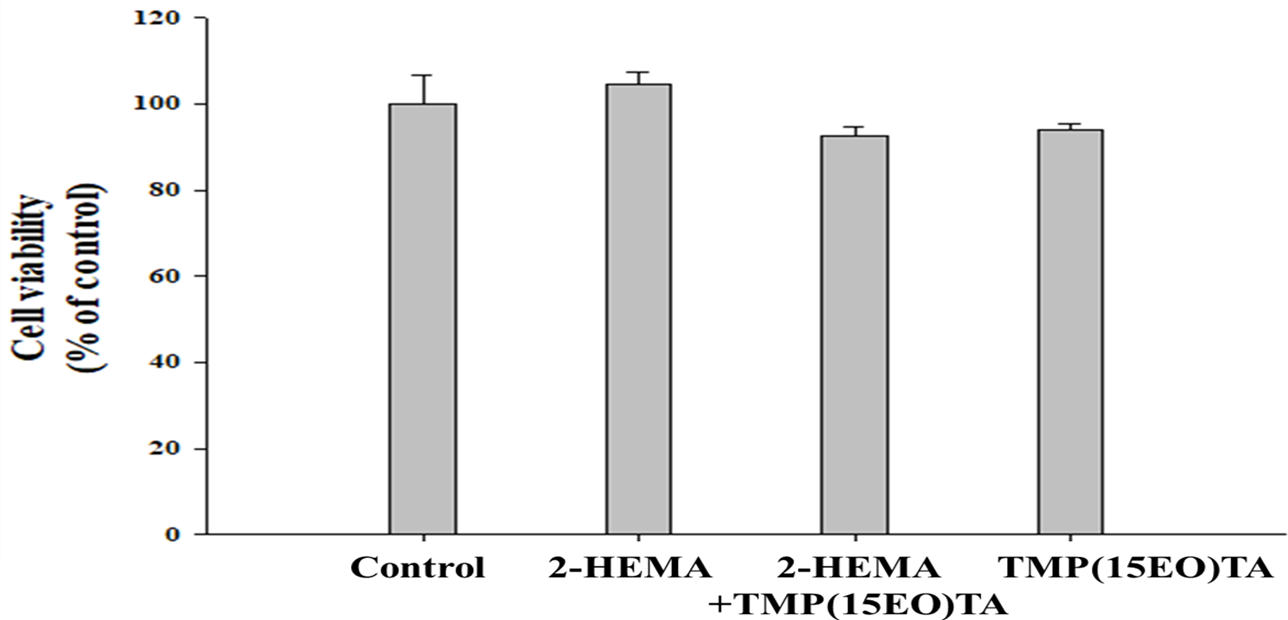 Cell viability
(% of control)
120
100
80
60
40
20
0
Control
2-HEMA
2-HEMA
+TMP(15EO)TA
TMP(15EO)TA